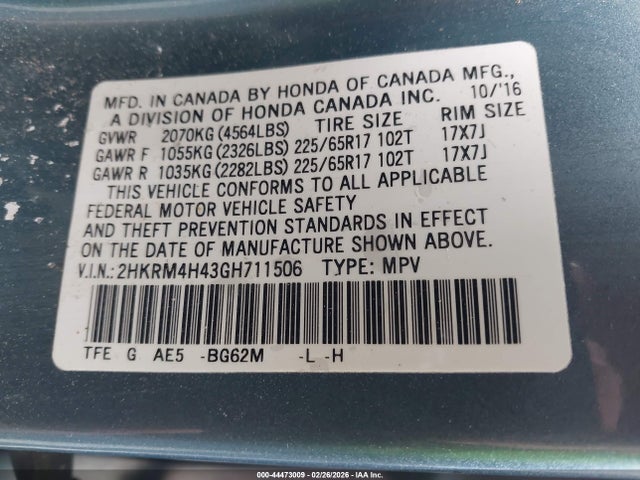 MFD. IN CANADA BY HONDA OF CANADA MFG.,
A DIVISION OF HONDA CANADA INC. 10/'16
GVWR 2070KG (4564LBS) TIRE SIZE RIM SIZE
GAWR F 1055KG (2326LBS) 225/65R17 102T 17X7J
GAWR R 1035KG (2282LBS) 225/65R17 102T 17X7J
THIS VEHICLE CONFORMS TO ALL APPLICABLE
FEDERAL MOTOR VEHICLE SAFETY
AND THEFT PREVENTION STANDARDS IN EFFECT
ON THE DATE OF MANUFACTURE SHOWN ABOVE.
V.I.N.: 2HKRM4H43GH711506 TYPE: MPV
TFE G AE5 -BG62M -L -H
000-44473009 - 02/26/2026 - IAA Inc.